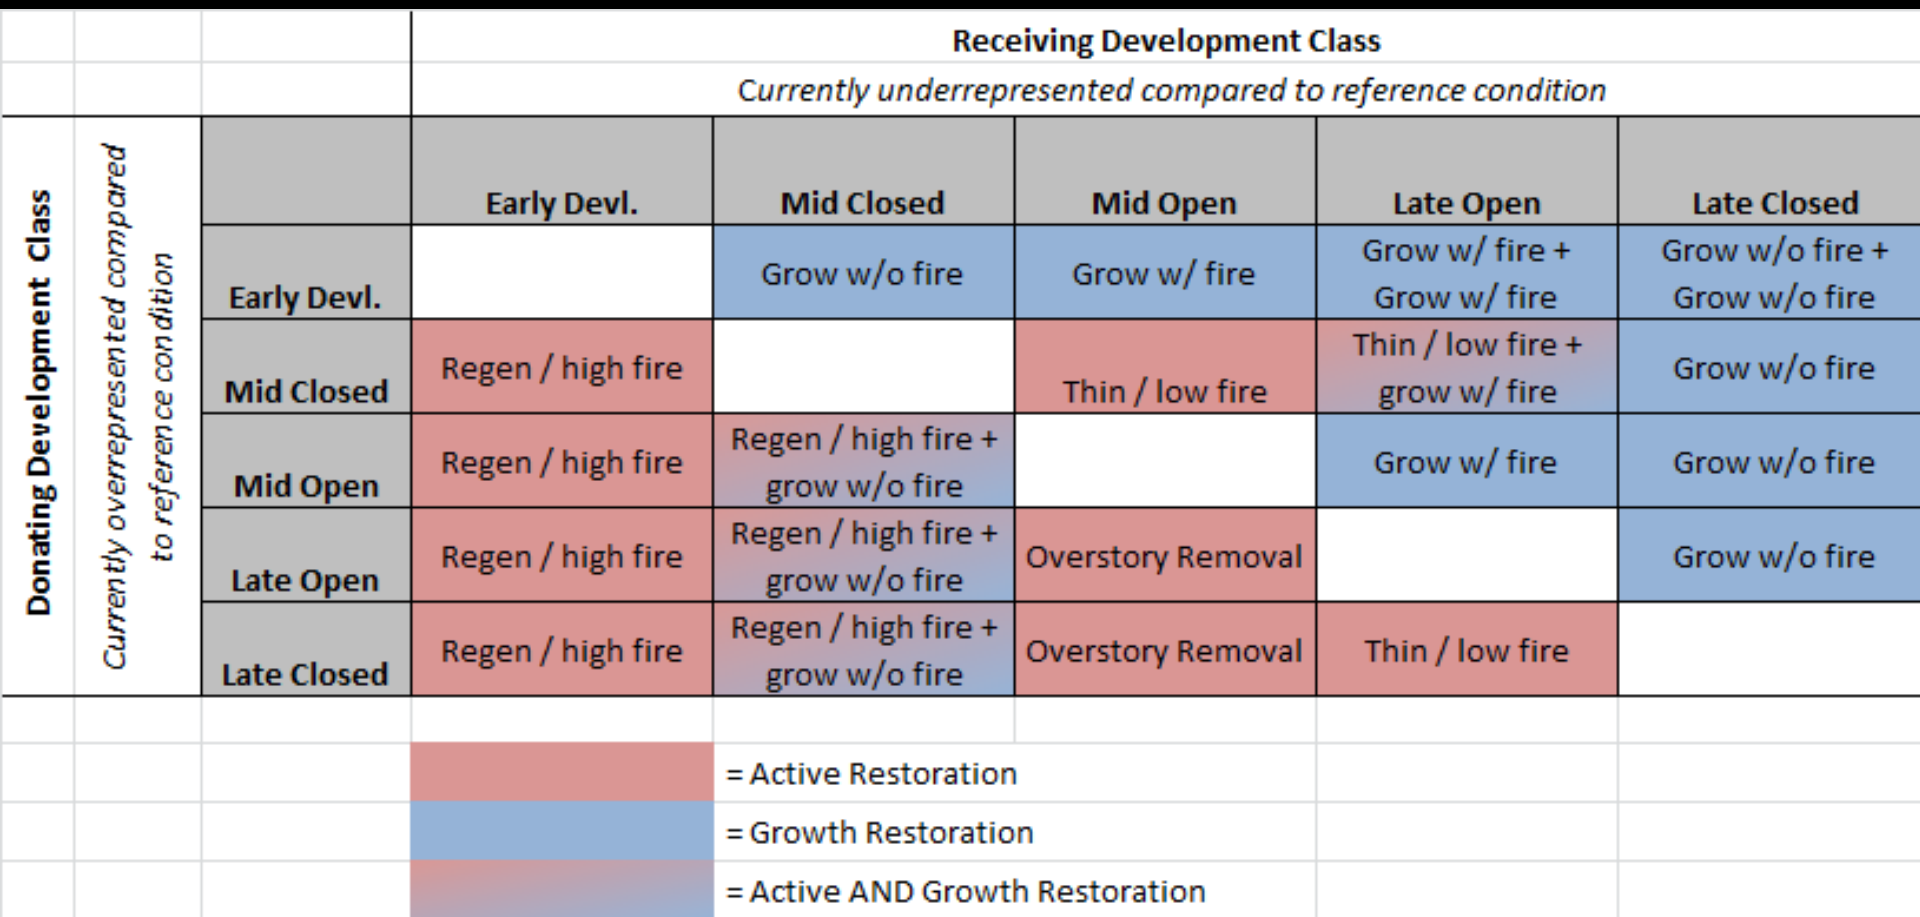 Receiving Development Class
Currently underrepresented compared to reference condition
Donating Development Class
Currently overrepresented compared
to reference condition
Early Devl.
Mid Closed
Mid Open
Late Open
Late Closed
Early Devl.
Grow w/o fire
Grow w/ fire
Grow w/ fire +
Grow w/ fire
Grow w/o fire +
Grow w/o fire
Mid Closed
Regen / high fire
Thin / low fire
Thin / low fire +
grow w/ fire
Grow w/o fire
Mid Open
Regen / high fire
Regen / high fire +
grow w/o fire
Grow w/ fire
Grow w/o fire
Late Open
Regen / high fire
Regen / high fire +
grow w/o fire
Overstory Removal
Grow w/o fire
Late Closed
Regen / high fire
Regen / high fire +
grow w/o fire
Overstory Removal
Thin / low fire
= Active Restoration
= Growth Restoration
= Active AND Growth Restoration